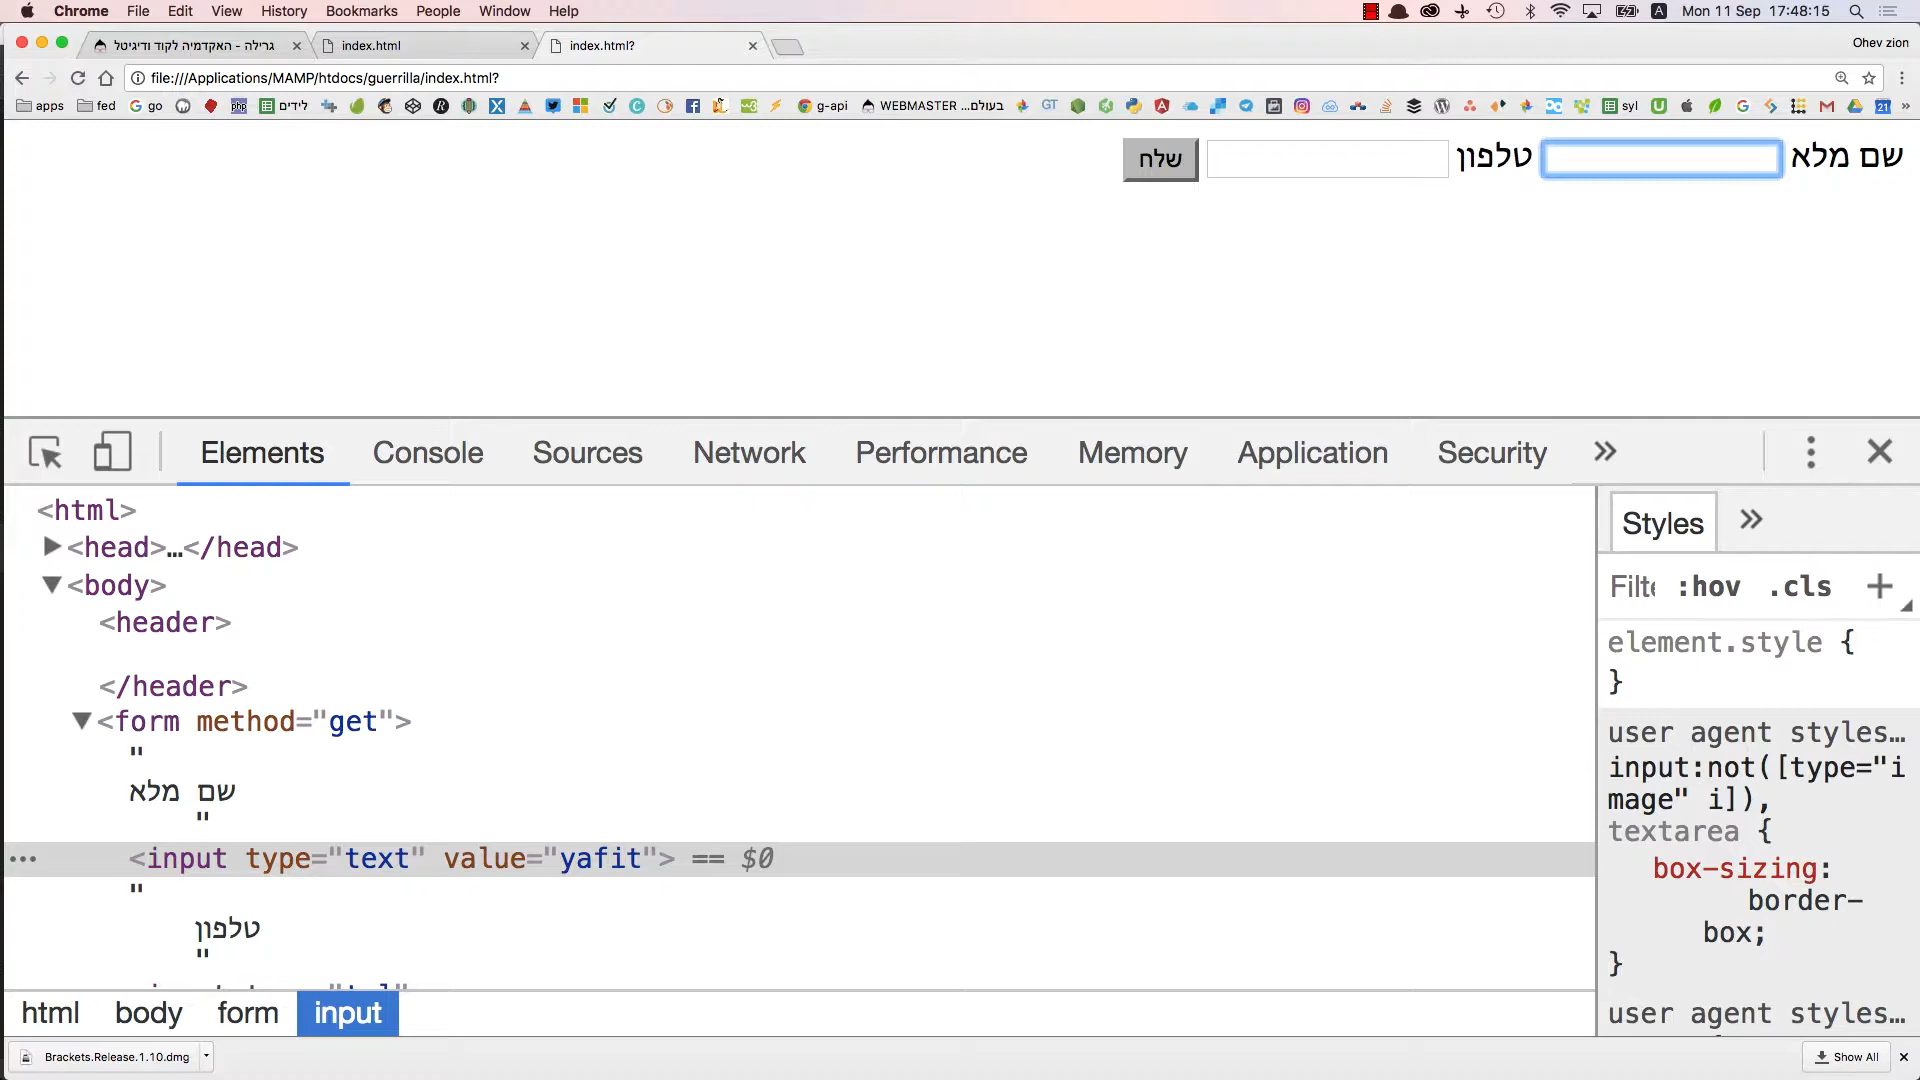 Chrome File Edit View History Bookmarks People Window Help Mon 11 Sep 17:48:15
גרילה - האקדמיה לקוד ודיגיטל index.html index.html? Ohev zion
file:///Applications/MAMP/htdocs/guerrilla/index.html?
apps fed go php לידים g-api WEBMASTER ...בעולם GT syl 21
שם מלא
טלפון
שלח
Elements Console Sources Network Performance Memory Application Security
<html>
<head>…</head>
<body>
<header>
</header>
<form method="get">
"
שם מלא
"
<input type="text" value="yafit"> == $0
"
טלפון
"
html body form input
Styles
Filte :hov .cls +
element.style {
}
user agent styles…
input:not([type="i
mage" i]),
textarea {
box-sizing:
border-
box;
}
user agent styles…
Brackets.Release.1.10.dmg Show All